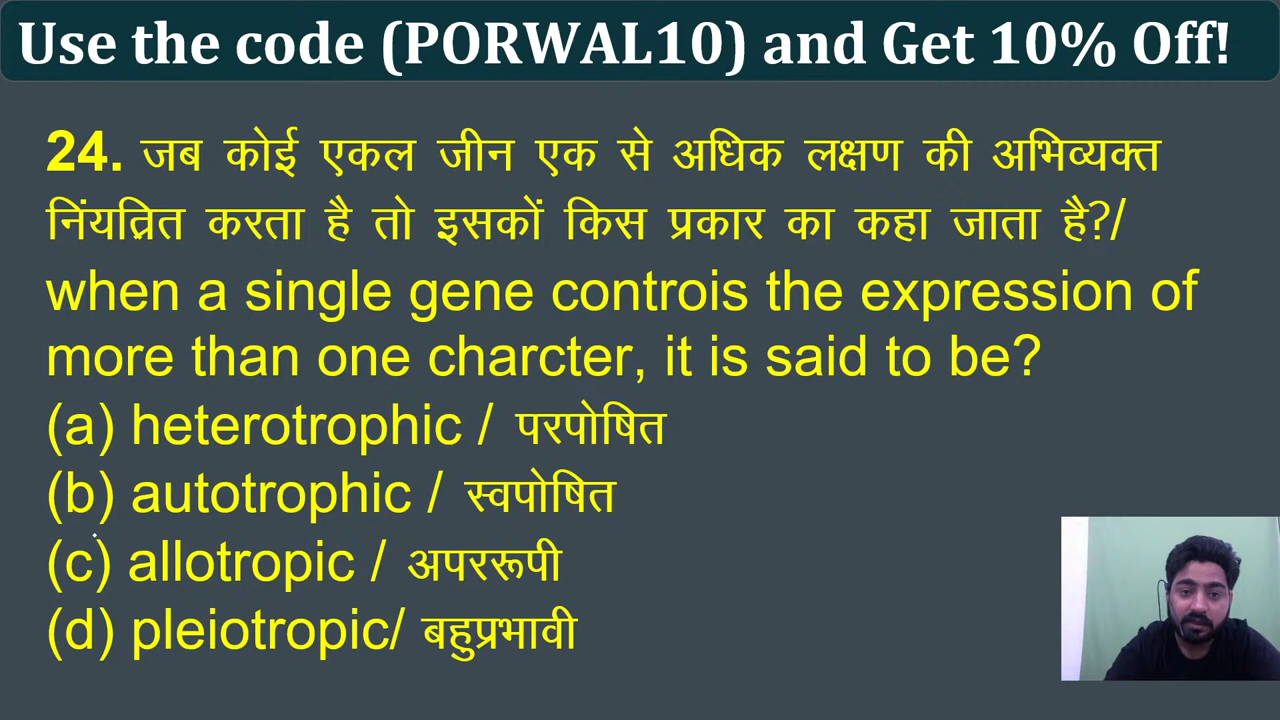 Use the code (PORWAL10) and Get 10% Off!
24. जब कोई एकल जीन एक से अधिक लक्षण की अभिव्यक्त
निंयत्रित करता है तो इसकों किस प्रकार का कहा जाता है?/
when a single gene controis the expression of
more than one charcter, it is said to be?
(a) heterotrophic / परपोषित
(b) autotrophic / स्वपोषित
(c) allotropic / अपररूपी
(d) pleiotropic/ बहुप्रभावी